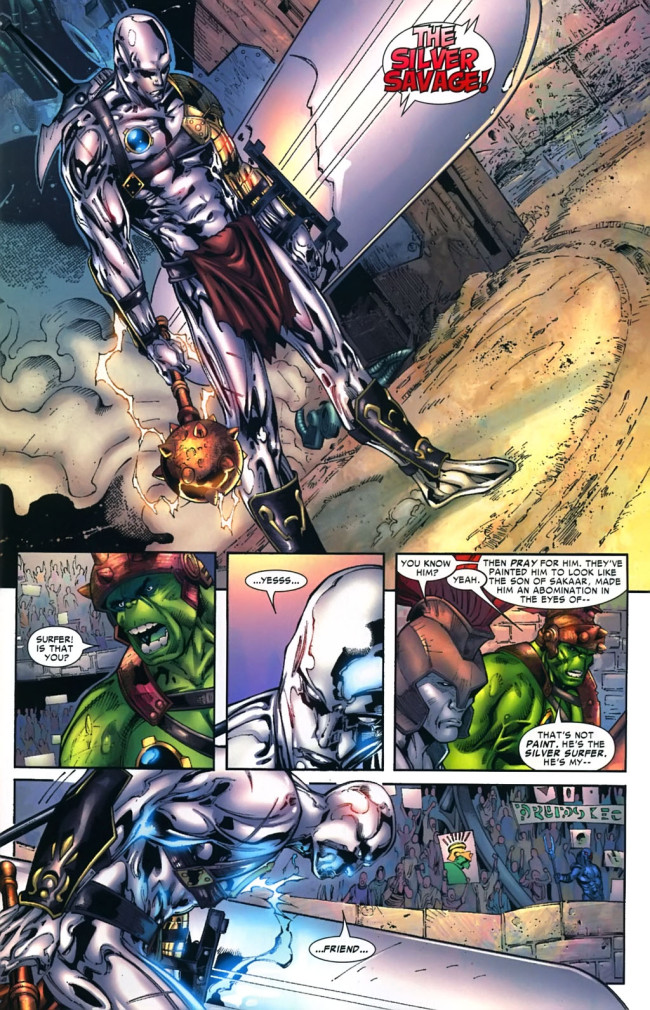 THE
SILVER
SAVAGE!
SURFER!
IS THAT
YOU?
...YESSS...
YOU KNOW
HIM?
YEAH.
THEN PRAY FOR HIM. THEY'VE
PAINTED HIM TO LOOK LIKE
THE SON OF SAKAAR, MADE
HIM AN ABOMINATION IN
THE EYES OF--
THAT'S NOT
PAINT. HE'S THE
SILVER SURFER.
HE'S MY--
...FRIEND...